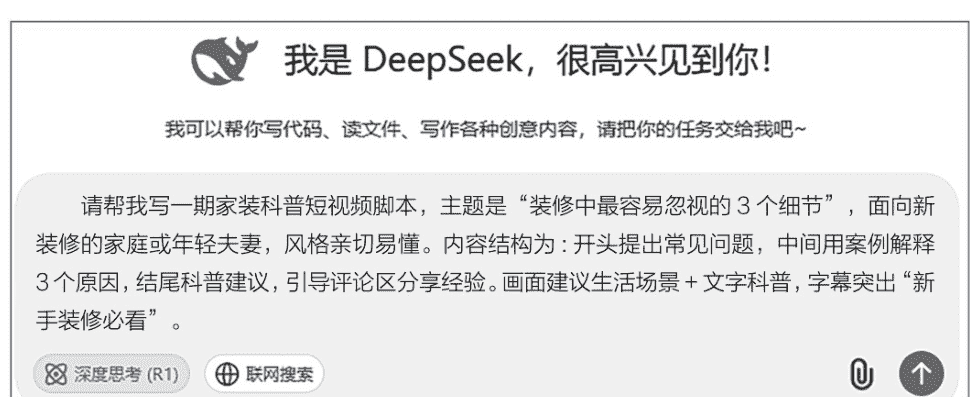 我是 DeepSeek，很高兴见到你！
我可以帮你写代码、读文件、写作各种创意内容，请把你的任务交给我吧~
请帮我写一期家装科普短视频脚本，主题是“装修中最容易忽视的 3 个细节”，面向新
装修的家庭或年轻夫妻，风格亲切易懂。内容结构为：开头提出常见问题，中间用案例解释
3 个原因，结尾科普建议，引导评论区分享经验。画面建议生活场景 + 文字科普，字幕突出“新
手装修必看”。
深度思考 (R1) 联网搜索